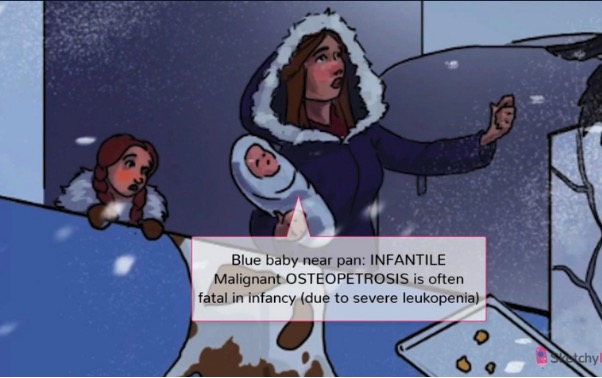 Blue baby near pan: INFANTILE
Malignant OSTEOPETROSIS is often
fatal in infancy (due to severe leukopenia)